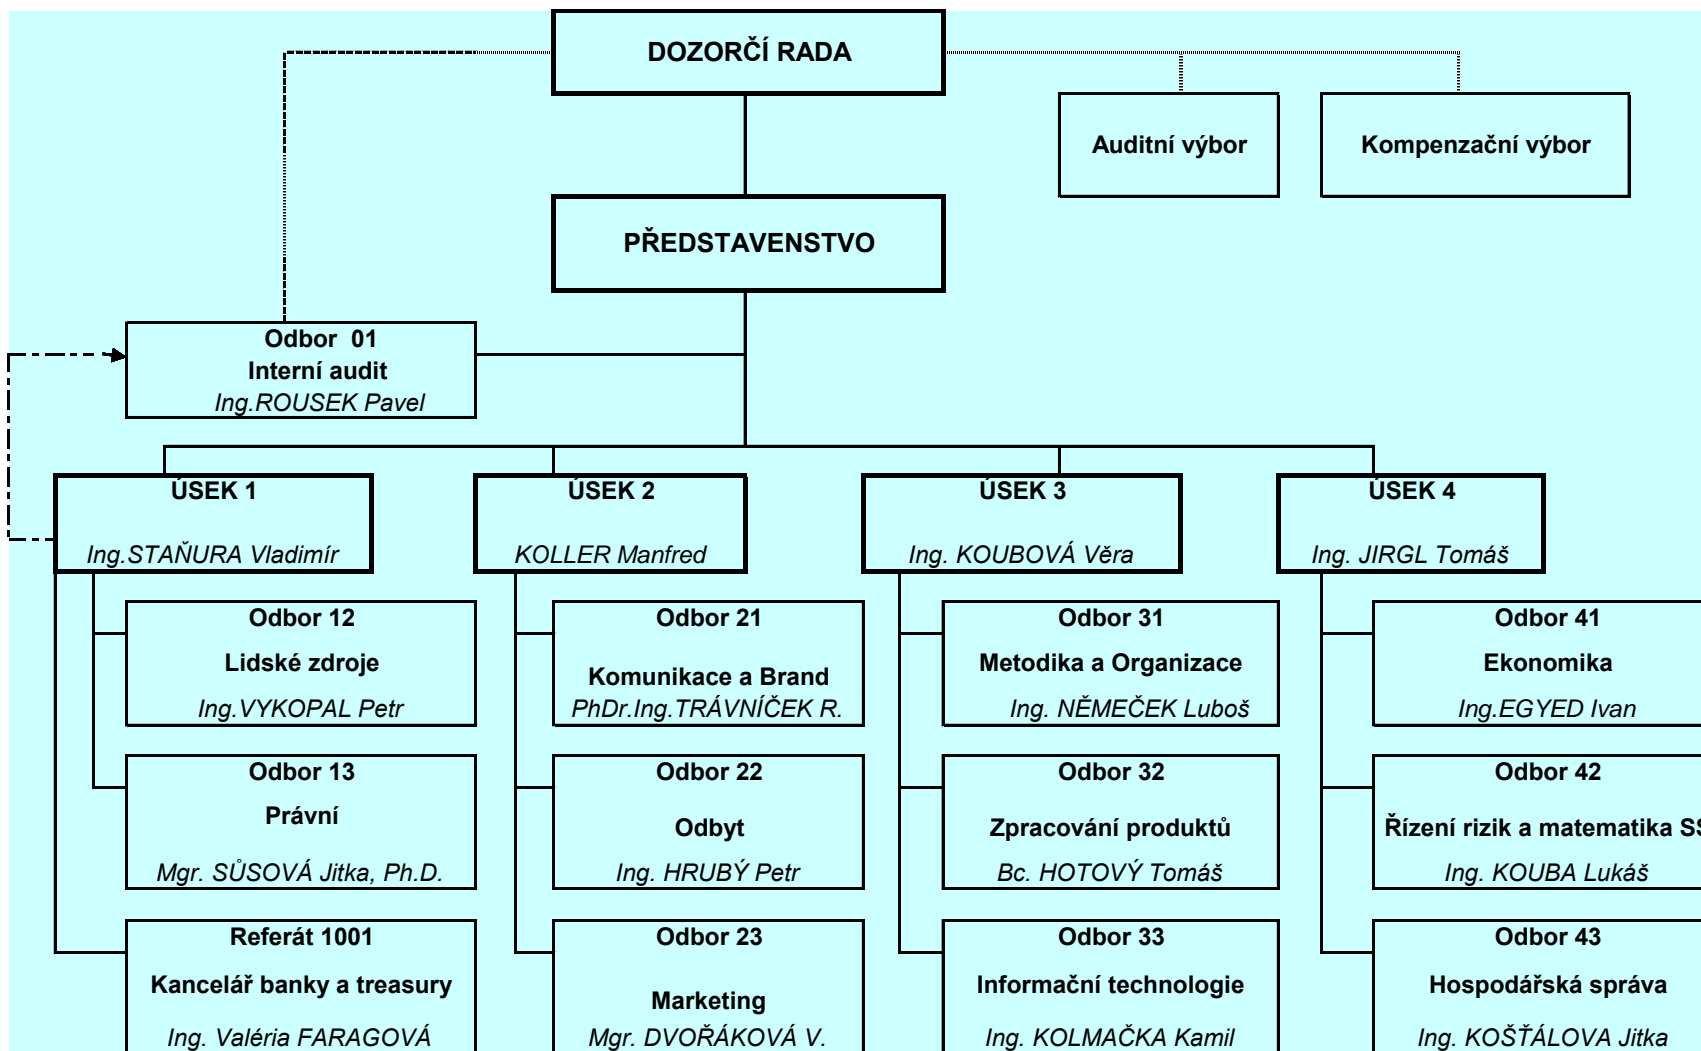 DOZORČÍ RADA
Auditní výbor
Kompenzační výbor
PŘEDSTAVENSTVO
Odbor 01
Interní audit
Ing.ROUSEK Pavel
ÚSEK 1
Ing.STAŇURA Vladimír
ÚSEK 2
KOLLER Manfred
ÚSEK 3
Ing. KOUBOVÁ Věra
ÚSEK 4
Ing. JIRGL Tomáš
Odbor 12
Lidské zdroje
Ing.VYKOPAL Petr
Odbor 21
Komunikace a Brand
PhDr.Ing.TRÁVNÍČEK R.
Odbor 31
Metodika a Organizace
Ing. NĚMEČEK Luboš
Odbor 41
Ekonomika
Ing.EGYED Ivan
Odbor 13
Právní
Mgr. SŮSOVÁ Jitka, Ph.D.
Odbor 22
Odbyt
Ing. HRUBÝ Petr
Odbor 32
Zpracování produktů
Bc. HOTOVÝ Tomáš
Odbor 42
Řízení rizik a matematika SS
Ing. KOUBA Lukáš
Referát 1001
Kancelář banky a treasury
Ing. Valéria FARAGOVÁ
Odbor 23
Marketing
Mgr. DVOŘÁKOVÁ V.
Odbor 33
Informační technologie
Ing. KOLMAČKA Kamil
Odbor 43
Hospodářská správa
Ing. KOŠŤÁLOVA Jitka